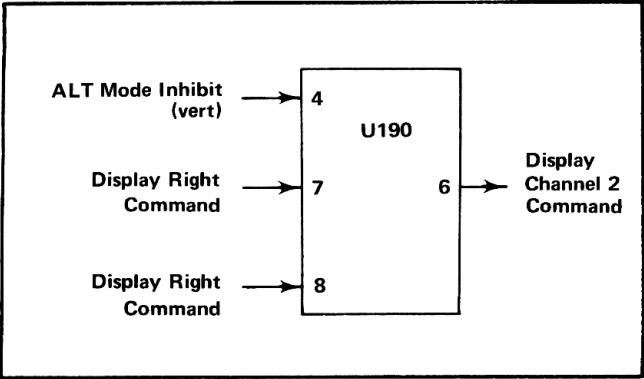 ALT Mode Inhibit
(vert)
4
U190
Display Right
Command
7
6
Display
Channel 2
Command
Display Right
Command
8